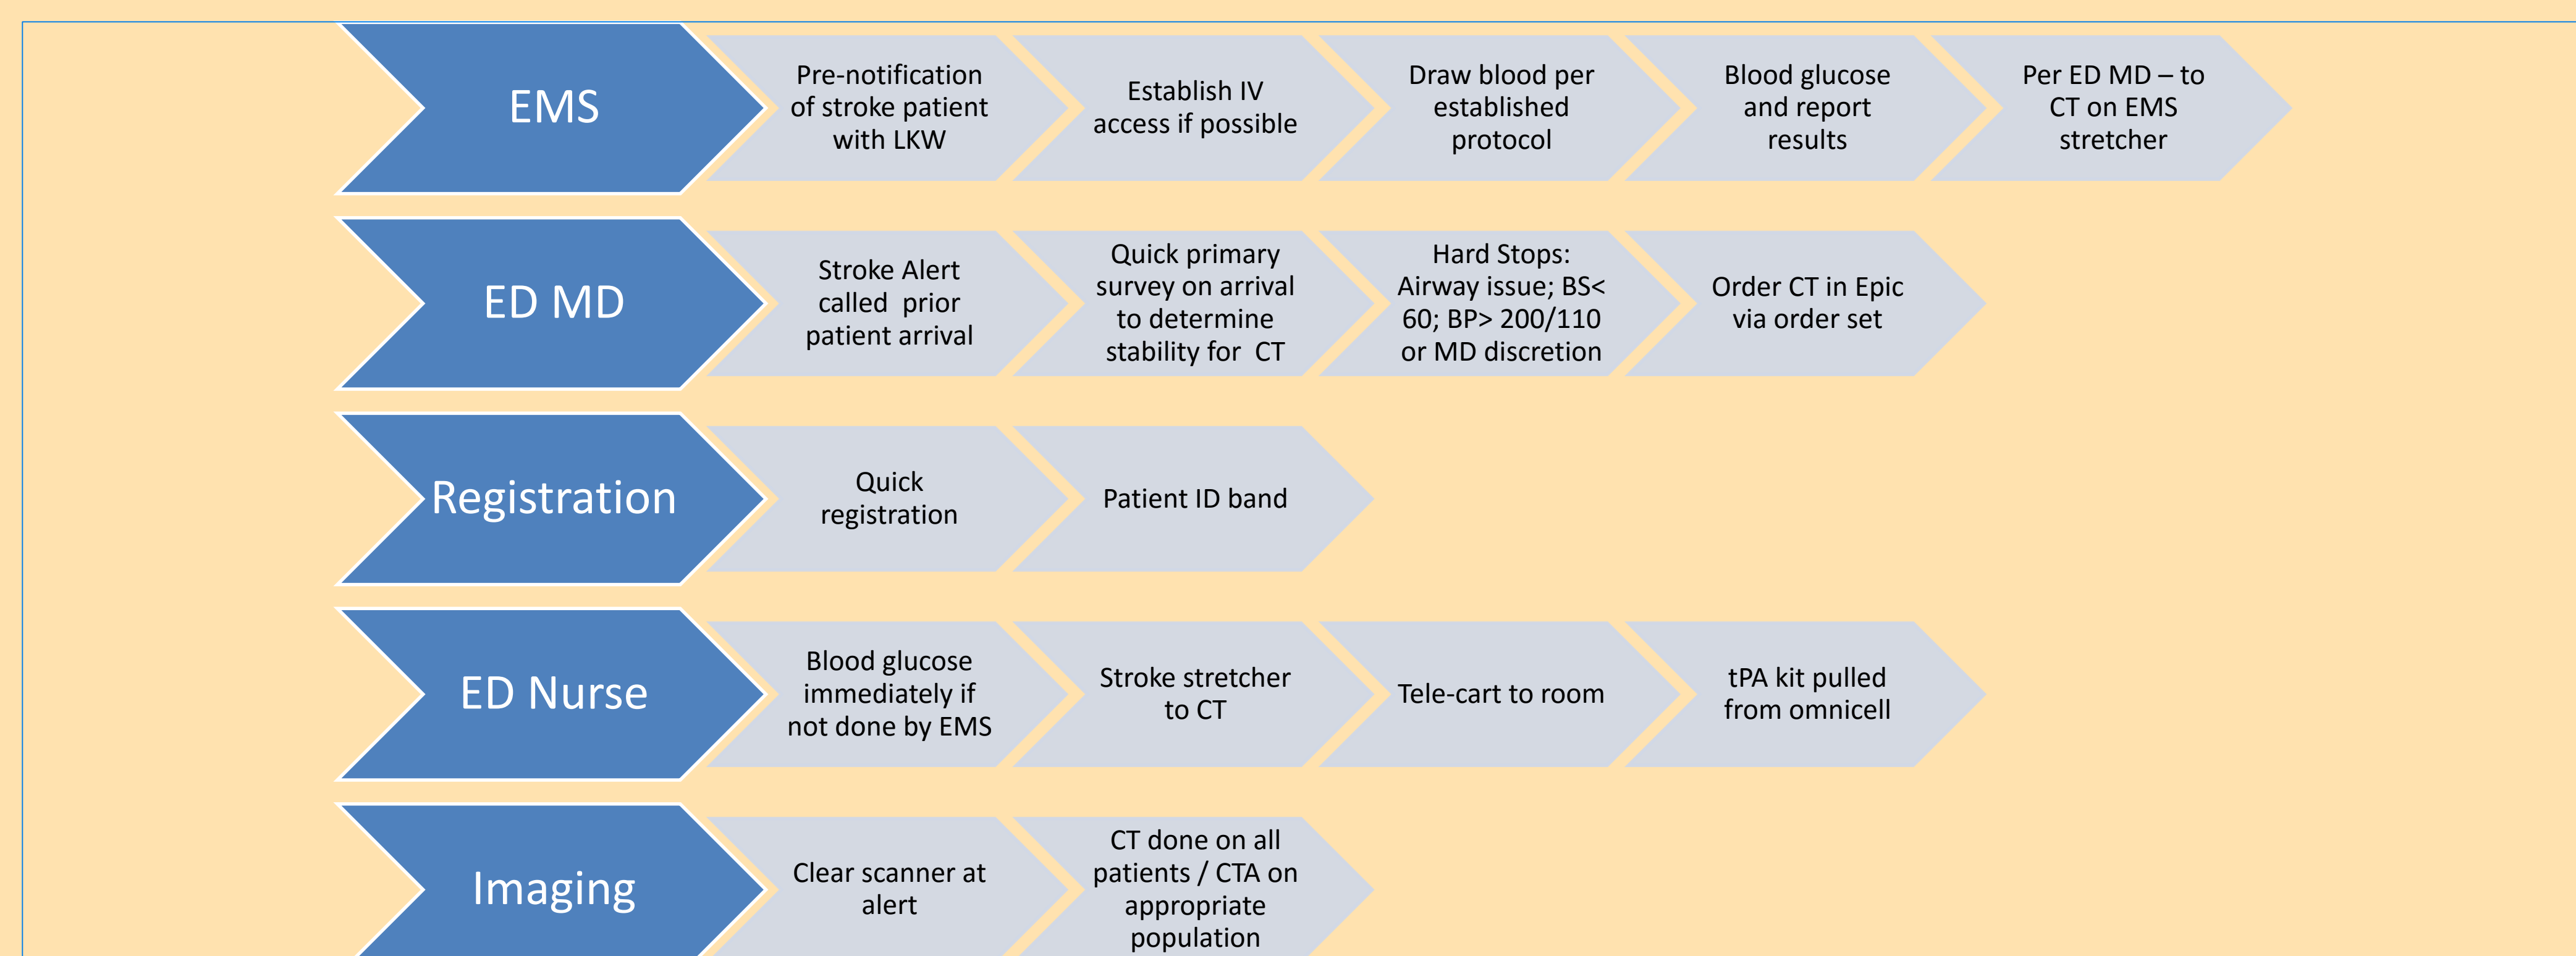 EMS
Pre-notification
of stroke patient
with LKW
Establish IV
access if possible
Draw blood per
established
protocol
Blood glucose
and report
results
Per ED MD – to
CT on EMS
stretcher
ED MD
Stroke Alert
called  prior
patient arrival
Quick primary
survey on arrival
to determine
stability for  CT
Hard Stops:
Airway issue; BS<
60; BP> 200/110
or MD discretion
Order CT in Epic
via order set
Registration
Quick
registration
Patient ID band
ED Nurse
Blood glucose
immediately if
not done by EMS
Stroke stretcher
to CT
Tele-cart to room
tPA kit pulled
from omnicell
Imaging
Clear scanner at
alert
CT done on all
patients / CTA on
appropriate
population